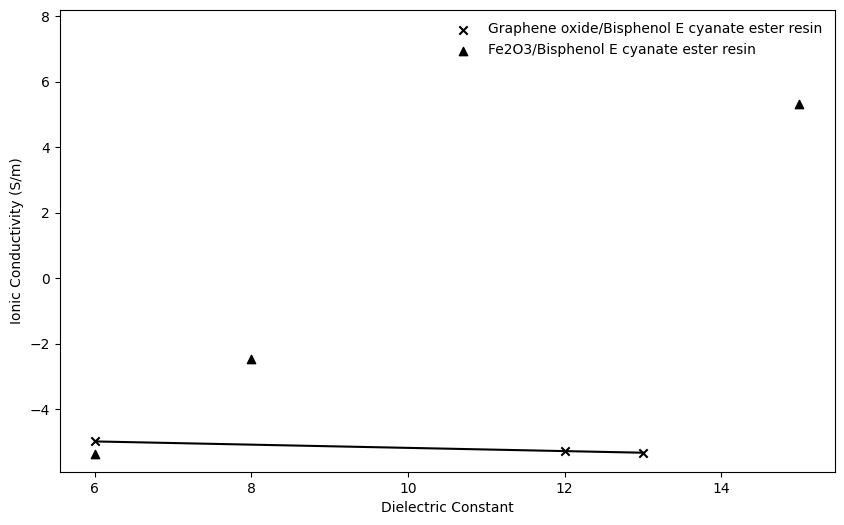 Graphene oxide/Bisphenol E cyanate ester resin
Fe2O3/Bisphenol E cyanate ester resin
Ionic Conductivity (S/m)
8
6
4
2
0
−2
−4
6 8 10 12 14
Dielectric Constant